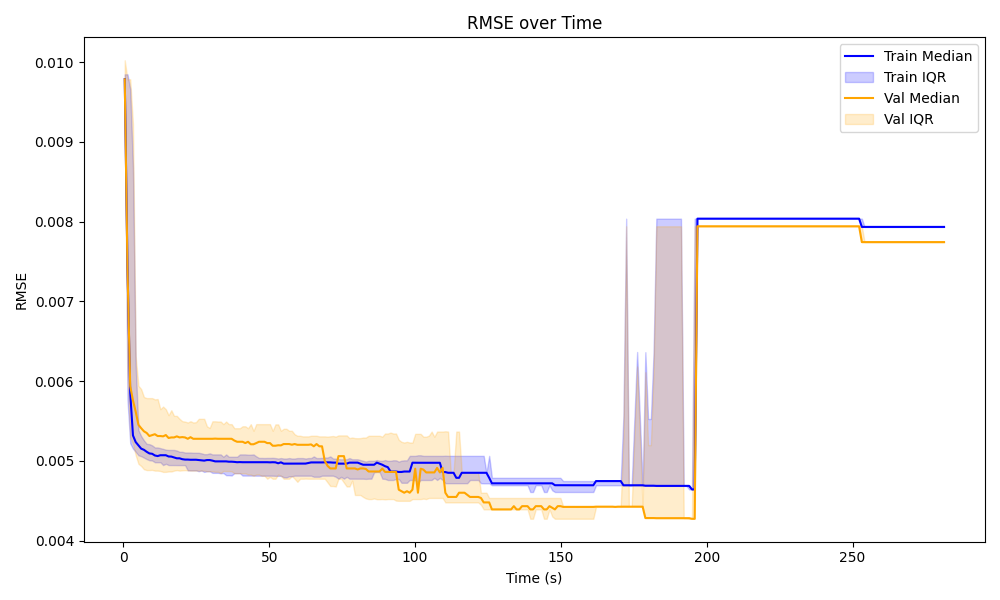 RMSE over Time
Train Median
Train IQR
Val Median
Val IQR
RMSE
0.010
0.009
0.008
0.007
0.006
0.005
0.004
0
50
100
150
200
250
Time (s)